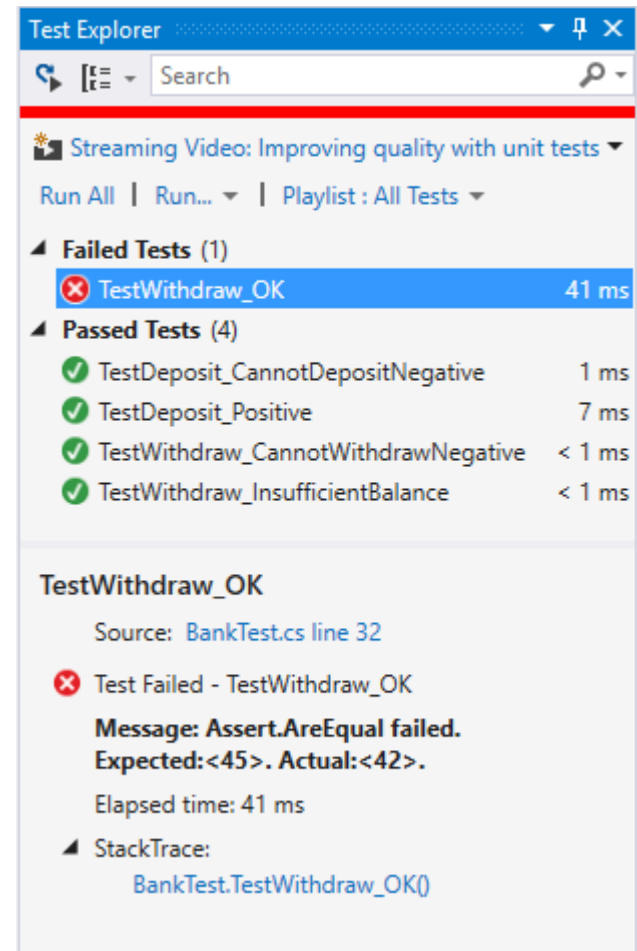 Test Explorer
Search
Streaming Video: Improving quality with unit tests
Run All | Run... | Playlist : All Tests
Failed Tests (1)
TestWithdraw_OK 41 ms
Passed Tests (4)
TestDeposit_CannotDepositNegative 1 ms
TestDeposit_Positive 7 ms
TestWithdraw_CannotWithdrawNegative < 1 ms
TestWithdraw_InsufficientBalance < 1 ms
TestWithdraw_OK
Source: BankTest.cs line 32
Test Failed - TestWithdraw_OK
Message: Assert.AreEqual failed.
Expected:<45>. Actual:<42>.
Elapsed time: 41 ms
StackTrace:
BankTest.TestWithdraw_OK()